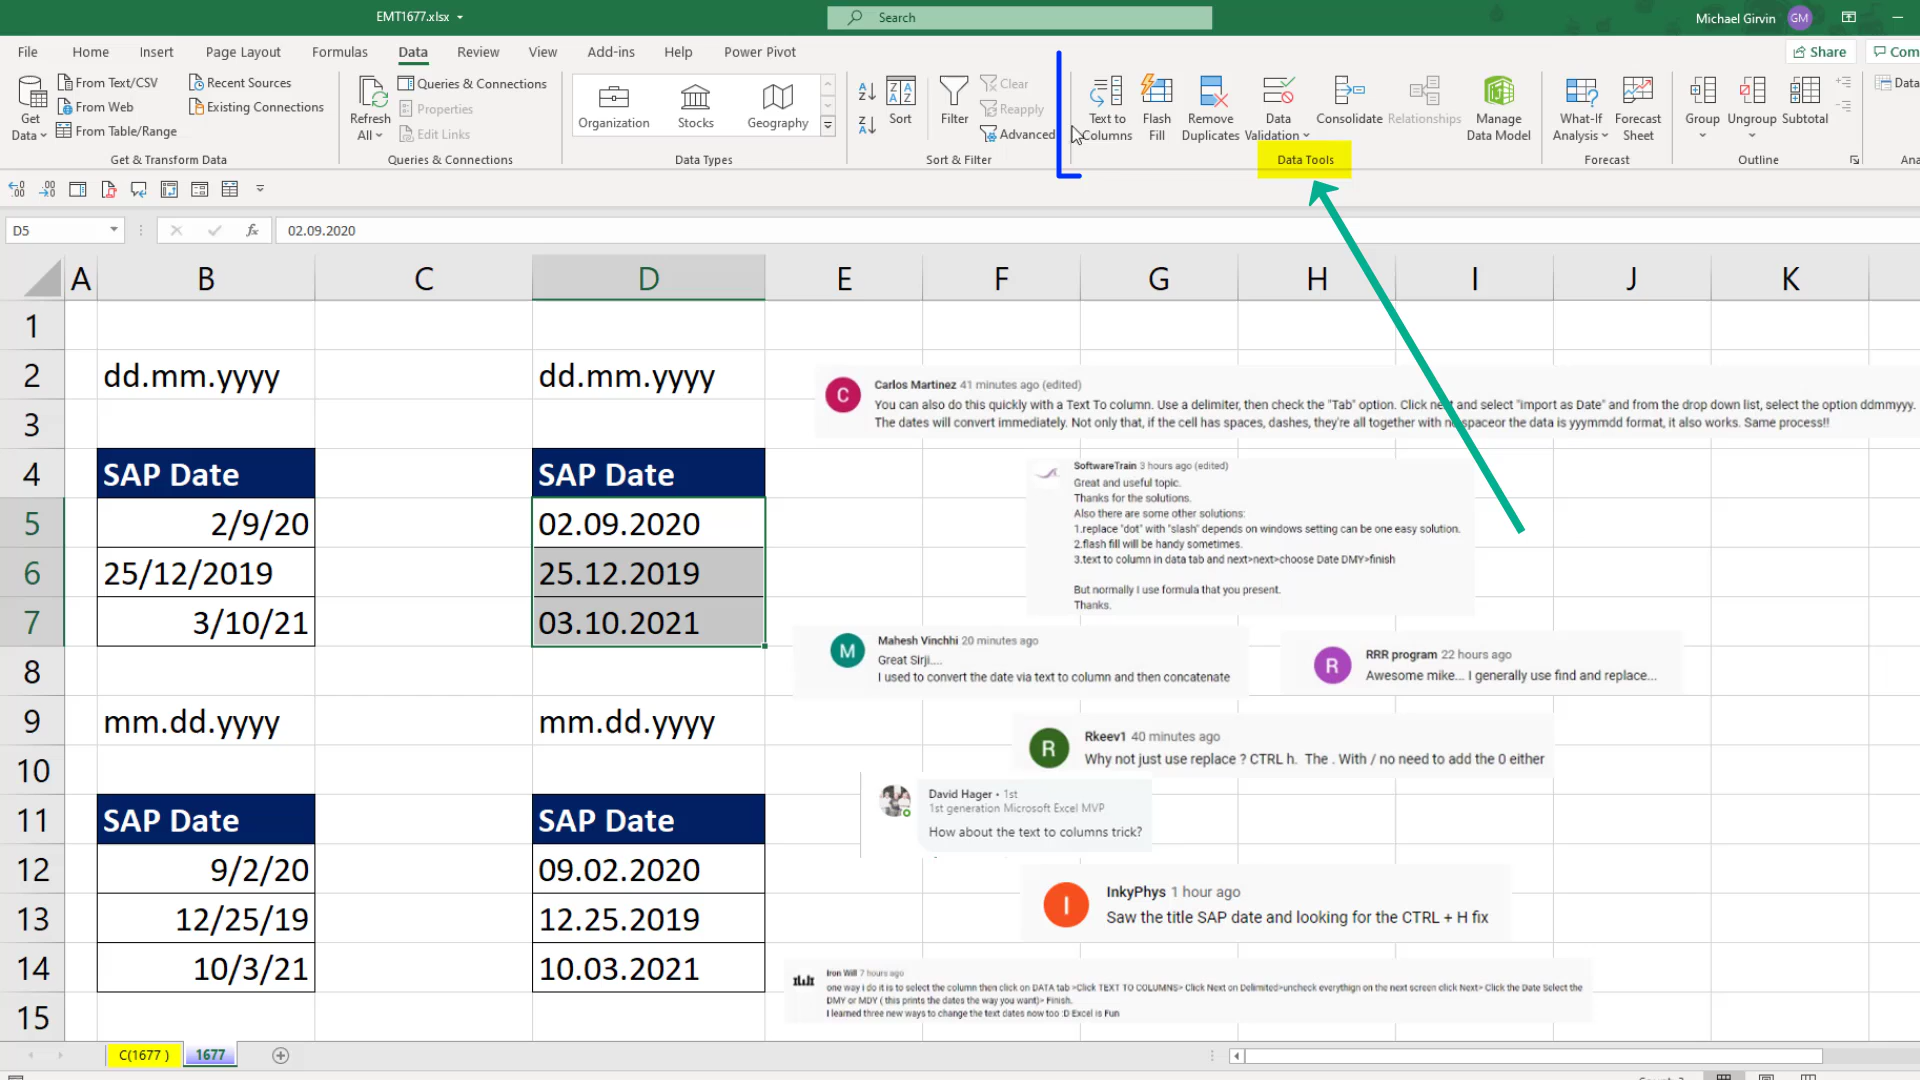 EMT1677.xlsx
Search
Michael Girvin GM
File Home Insert Page Layout Formulas Data Review View Add-ins Help Power Pivot
Share
Get Data
From Text/CSV
From Web
From Table/Range
Recent Sources
Existing Connections
Get & Transform Data
Refresh All
Queries & Connections
Properties
Edit Links
Queries & Connections
Organization Stocks Geography
Data Types
Sort
Filter
Clear
Reapply
Advanced
Sort & Filter
Text to Columns
Flash Fill
Remove Duplicates
Data Validation
Consolidate
Relationships
Manage Data Model
Data Tools
What-If Analysis
Forecast Sheet
Forecast
Group
Ungroup
Subtotal
Outline
Data
D5
fx
02.09.2020
A B C D E F G H I J K
1
2 dd.mm.yyyy dd.mm.yyyy
3
4 SAP Date SAP Date
5 2/9/20 02.09.2020
6 25/12/2019 25.12.2019
7 3/10/21 03.10.2021
8
9 mm.dd.yyyy mm.dd.yyyy
10
11 SAP Date SAP Date
12 9/2/20 09.02.2020
13 12/25/19 12.25.2019
14 10/3/21 10.03.2021
15
C
Carlos Martinez 41 minutes ago (edited)
You can also do this quickly with a Text To column. Use a delimiter, then check the "Tab" option. Click next and select "import as Date" and from the drop down list, select the option ddmmyyy.
The dates will convert immediately. Not only that, if the cell has spaces, dashes, they're all together with no spaceor the data is yyymmdd format, it also works. Same process!!
SoftwareTrain 3 hours ago (edited)
Great and useful topic.
Thanks for the solutions.
Also there are some other solutions:
1.replace "dot" with "slash" depends on windows setting can be one easy solution.
2.flash fill will be handy sometimes.
3.text to column in data tab and next>next>choose Date DMY>finish
But normally I use formula that you present.
Thanks.
M
Mahesh Vinchhi 20 minutes ago
Great Sirji....
I used to convert the date via text to column and then concatenate
R
RRR program 22 hours ago
Awesome mike... I generally use find and replace...
R
Rkeev1 40 minutes ago
Why not just use replace ? CTRL h. The . With / no need to add the 0 either
David Hager • 1st
1st generation Microsoft Excel MVP
How about the text to columns trick?
I
InkyPhys 1 hour ago
Saw the title SAP date and looking for the CTRL + H fix
Iron Will 7 hours ago
one way i do it is to select the column then click on DATA tab >Click TEXT TO COLUMNS> Click Next on Delimited>uncheck everythign on the next screen click Next> Click the Date Select the
DMY or MDY ( this prints the dates the way you want)> Finish.
I learned three new ways to change the text dates now too :D Excel is Fun
C(1677 ) 1677